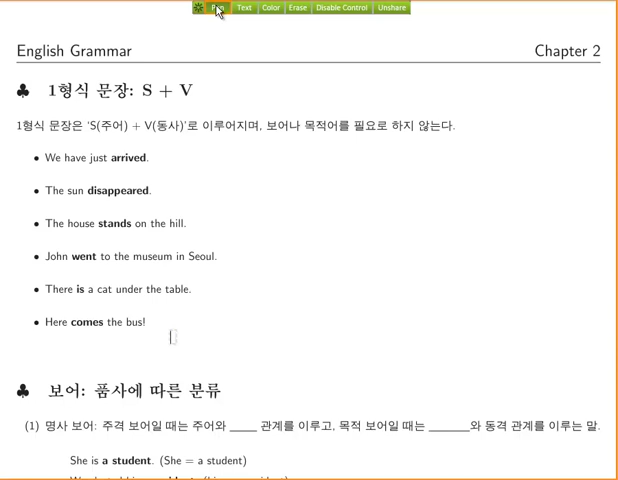 Pen Text Color Erase Disable Control Unshare
English Grammar Chapter 2
♣ 1형식 문장: S + V
1형식 문장은 ‘S(주어) + V(동사)’로 이루어지며, 보어나 목적어를 필요로 하지 않는다.
• We have just arrived.
• The sun disappeared.
• The house stands on the hill.
• John went to the museum in Seoul.
• There is a cat under the table.
• Here comes the bus!
♣ 보어: 품사에 따른 분류
(1) 명사 보어: 주격 보어일 때는 주어와 ____ 관계를 이루고, 목적 보어일 때는 ______와 동격 관계를 이루는 말.
She is a student. (She = a student)